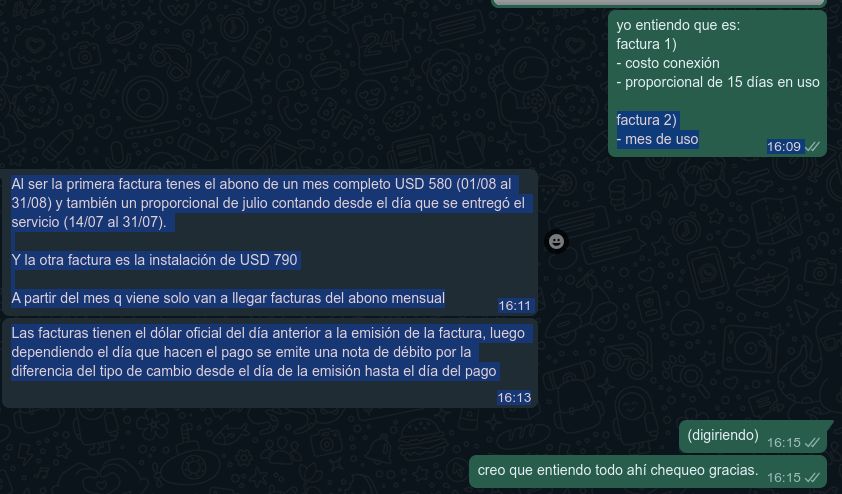 yo entiendo que es:
factura 1)
- costo conexión
- proporcional de 15 días en uso
factura 2)
- mes de uso
16:09
Al ser la primera factura tenes el abono de un mes completo USD 580 (01/08 al
31/08) y también un proporcional de julio contando desde el día que se entregó el
servicio (14/07 al 31/07).
Y la otra factura es la instalación de USD 790
A partir del mes q viene solo van a llegar facturas del abono mensual
16:11
Las facturas tienen el dólar oficial del día anterior a la emisión de la factura, luego
dependiendo el día que hacen el pago se emite una nota de débito por la
diferencia del tipo de cambio desde el día de la emisión hasta el día del pago
16:13
(digiriendo) 16:15
creo que entiendo todo ahí chequeo gracias. 16:15